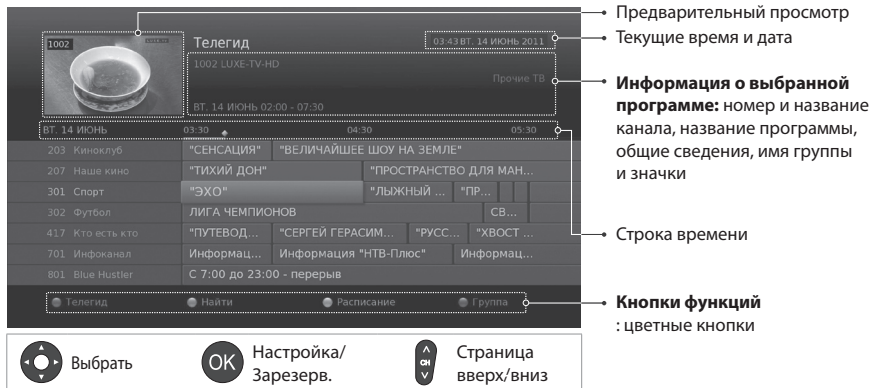 1002
Телегид
03:43 ВТ. 14 ИЮНЬ 2011
1002 LUXE-TV-HD
Прочие ТВ
ВТ. 14 ИЮНЬ 02:00 - 07:30
ВТ. 14 ИЮНЬ 03:30 04:30 05:30
203 Киноклуб "СЕНСАЦИЯ" "ВЕЛИЧАЙШЕЕ ШОУ НА ЗЕМЛЕ"
207 Наше кино "ТИХИЙ ДОН" "ПРОСТРАНСТВО ДЛЯ МАН...
301 Спорт "ЭХО" "ЛЫЖНЫЙ ... "ПР...
302 Футбол ЛИГА ЧЕМПИОНОВ СВ...
417 Кто есть кто "ПУТЕВОД... "СЕРГЕЙ ГЕРАСИМ... "РУСС... "ХВОСТ ...
701 Инфоканал Информац... Информация "НТВ-Плюс" Информац...
801 Blue Hustler С 7:00 до 23:00 - перерыв
Телегид Найти Расписание Группа
Предварительный просмотр
Текущие время и дата
Информация о выбранной
программе: номер и название
канала, название программы,
общие сведения, имя группы
и значки
Строка времени
Кнопки функций
: цветные кнопки
Выбрать
OK Настройка/
Зарезерв.
CH Страница
вверх/вниз